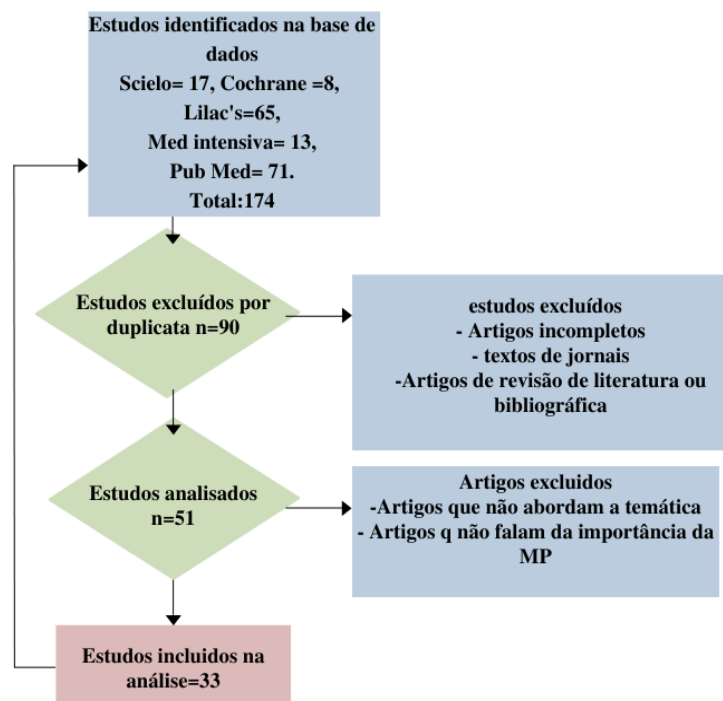 Estudos identificados na base de
dados
Scielo= 17, Cochrane =8,
Lilac's=65,
Med intensiva= 13,
Pub Med= 71.
Total:174
Estudos excluídos por
duplicata n=90
estudos excluídos
- Artigos incompletos
- textos de jornais
-Artigos de revisão de literatura ou
bibliográfica
Estudos analisados
n=51
Artigos excluidos
-Artigos que não abordam a temática
- Artigos q não falam da importância da
MP
Estudos incluidos na
análise=33